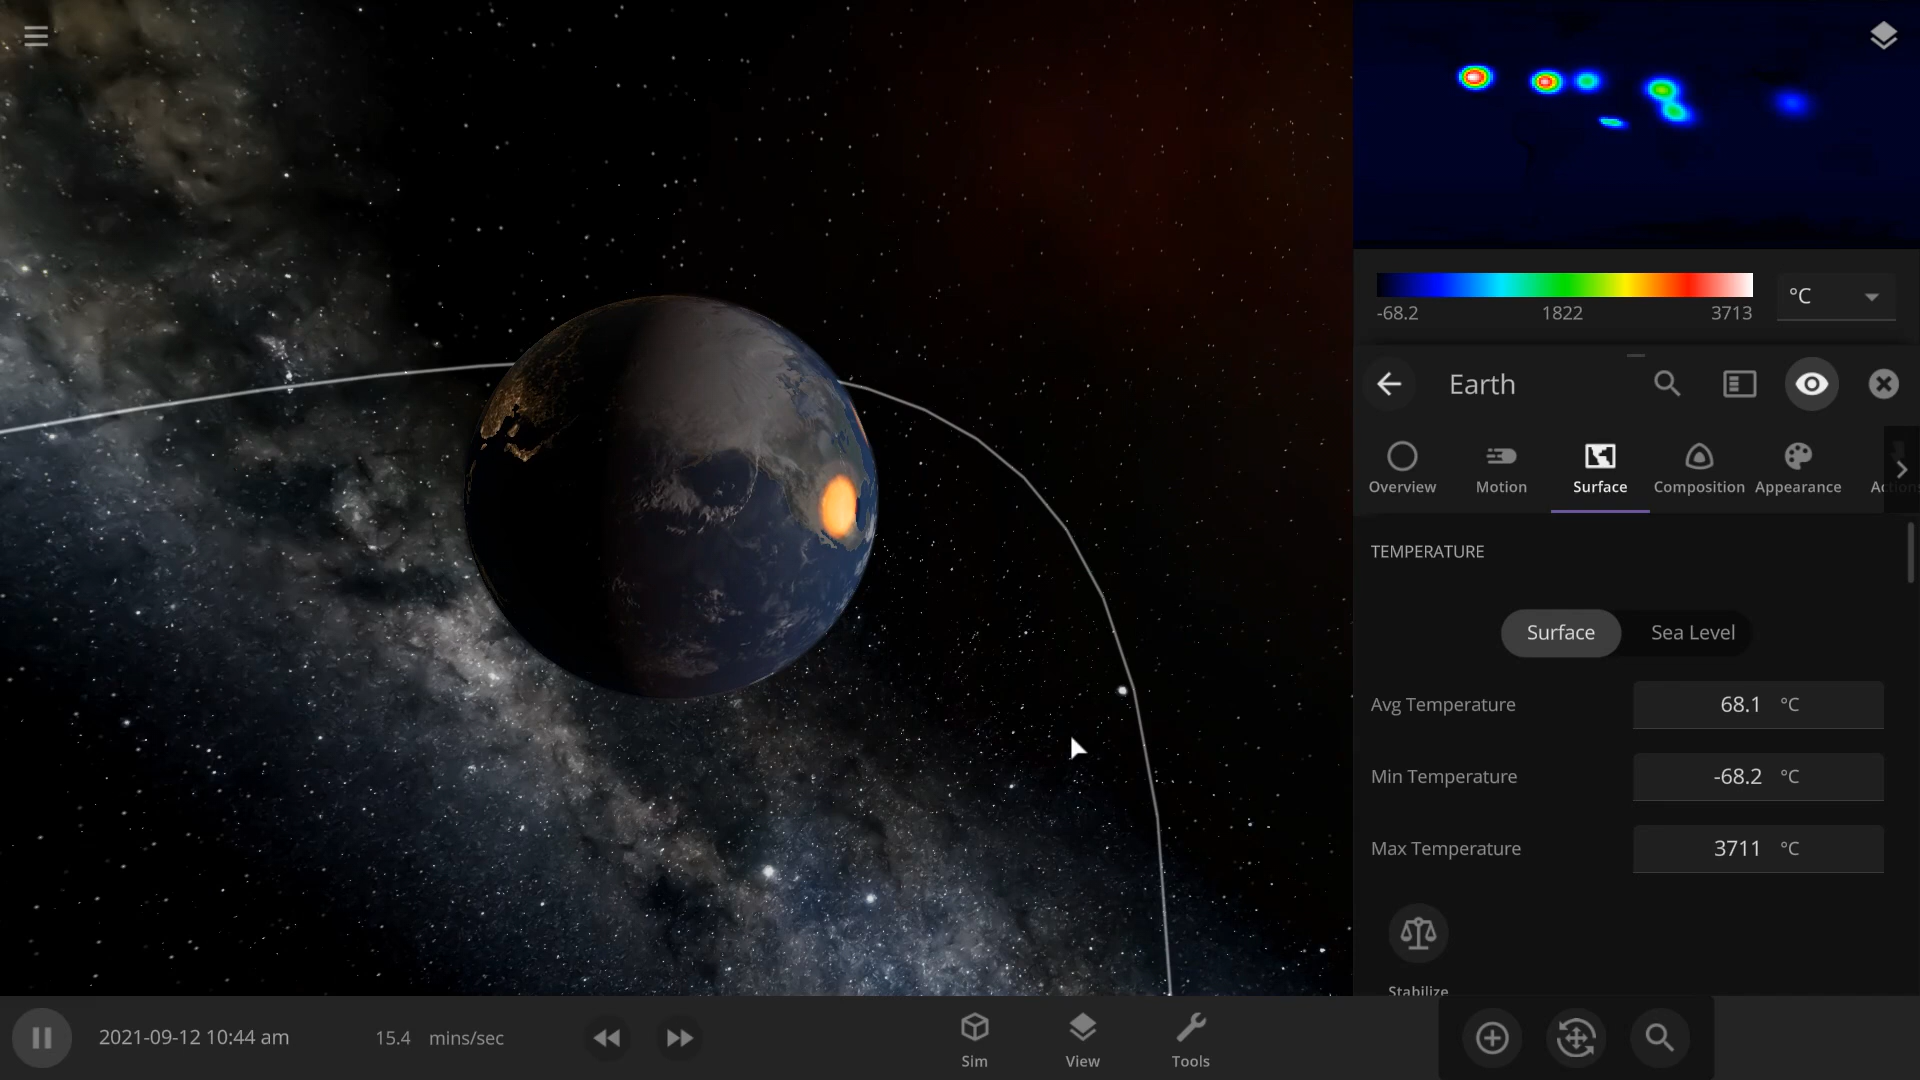 °C
-68.2 1822 3713
Earth
Overview Motion Surface Composition Appearance Actions
TEMPERATURE
Surface Sea Level
Avg Temperature 68.1 °C
Min Temperature -68.2 °C
Max Temperature 3711 °C
Stabilize
2021-09-12 10:44 am 15.4 mins/sec
Sim View Tools